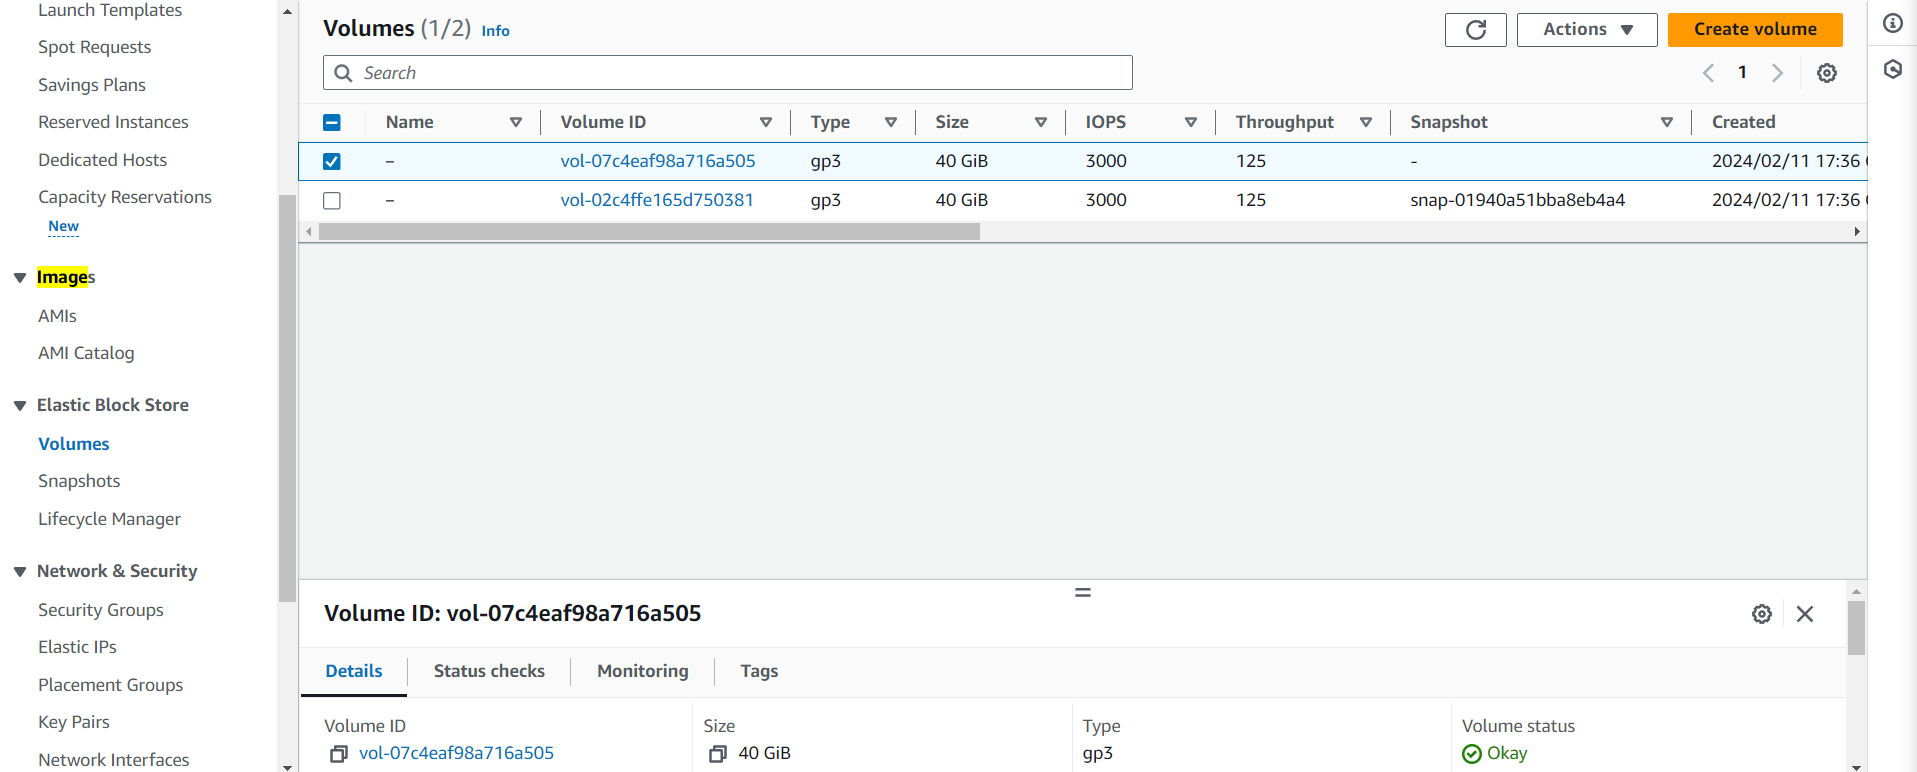 Launch Templates
Spot Requests
Savings Plans
Reserved Instances
Dedicated Hosts
Capacity Reservations
New
Images
AMIs
AMI Catalog
Elastic Block Store
Volumes
Snapshots
Lifecycle Manager
Network & Security
Security Groups
Elastic IPs
Placement Groups
Key Pairs
Network Interfaces
Volumes (1/2) Info
Actions
Create volume
Search
1
Name Volume ID Type Size IOPS Throughput Snapshot Created
– vol-07c4eaf98a716a505 gp3 40 GiB 3000 125 - 2024/02/11 17:36
– vol-02c4ffe165d750381 gp3 40 GiB 3000 125 snap-01940a51bba8eb4a4 2024/02/11 17:36
Volume ID: vol-07c4eaf98a716a505
Details Status checks Monitoring Tags
Volume ID Size Type Volume status
vol-07c4eaf98a716a505 40 GiB gp3 Okay